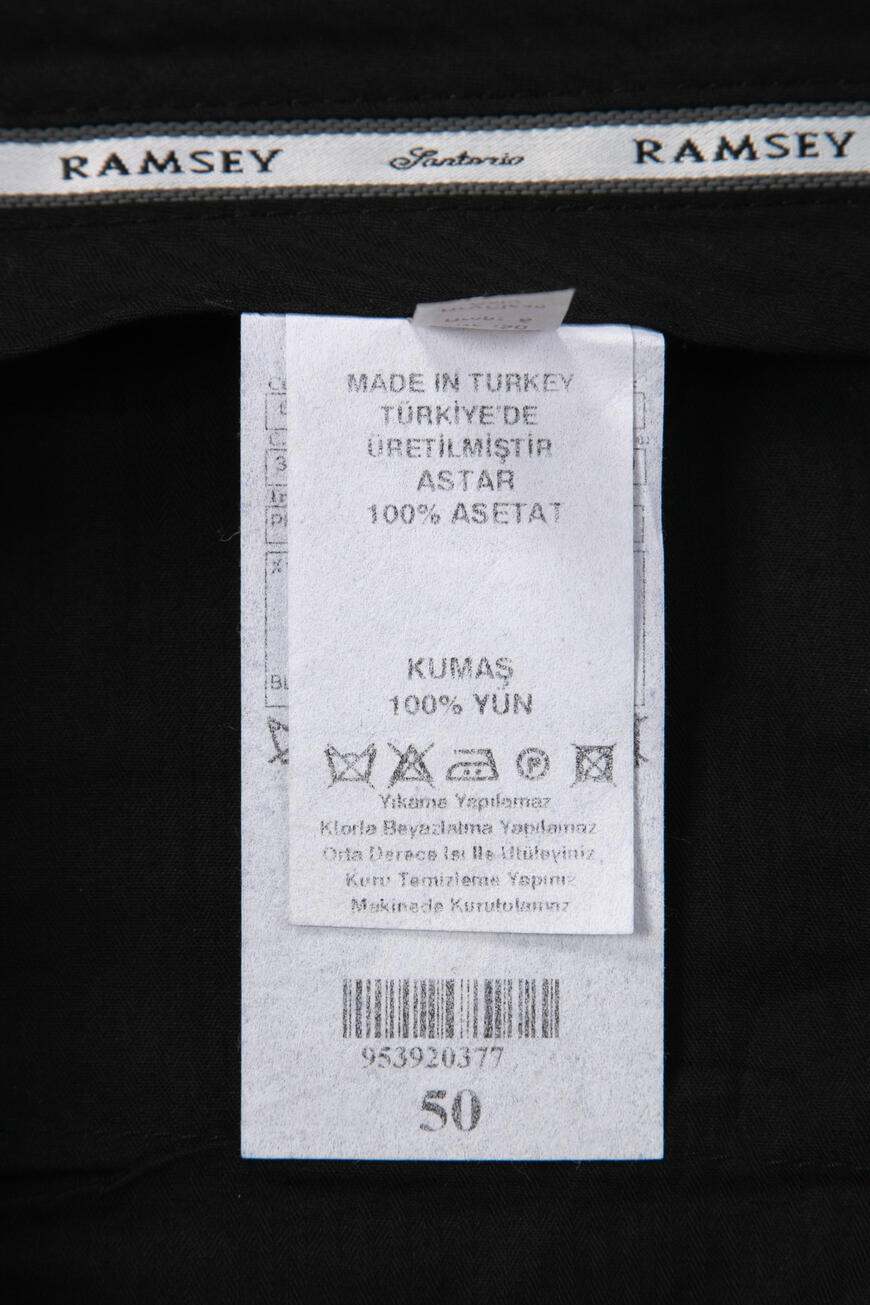 RAMSEY Santorio RAMSEY
MADE IN TURKEY
TÜRKİYE'DE
ÜRETİLMİŞTİR
ASTAR
100% ASETAT
KUMAŞ
100% YÜN
P
Yıkama Yapılamaz
Klorla Beyazlatma Yapılamaz
Orta Derece Isı İle Ütüleyiniz
Kuru Temizleme Yapınız
Makinede Kurutulamaz
953920377
50